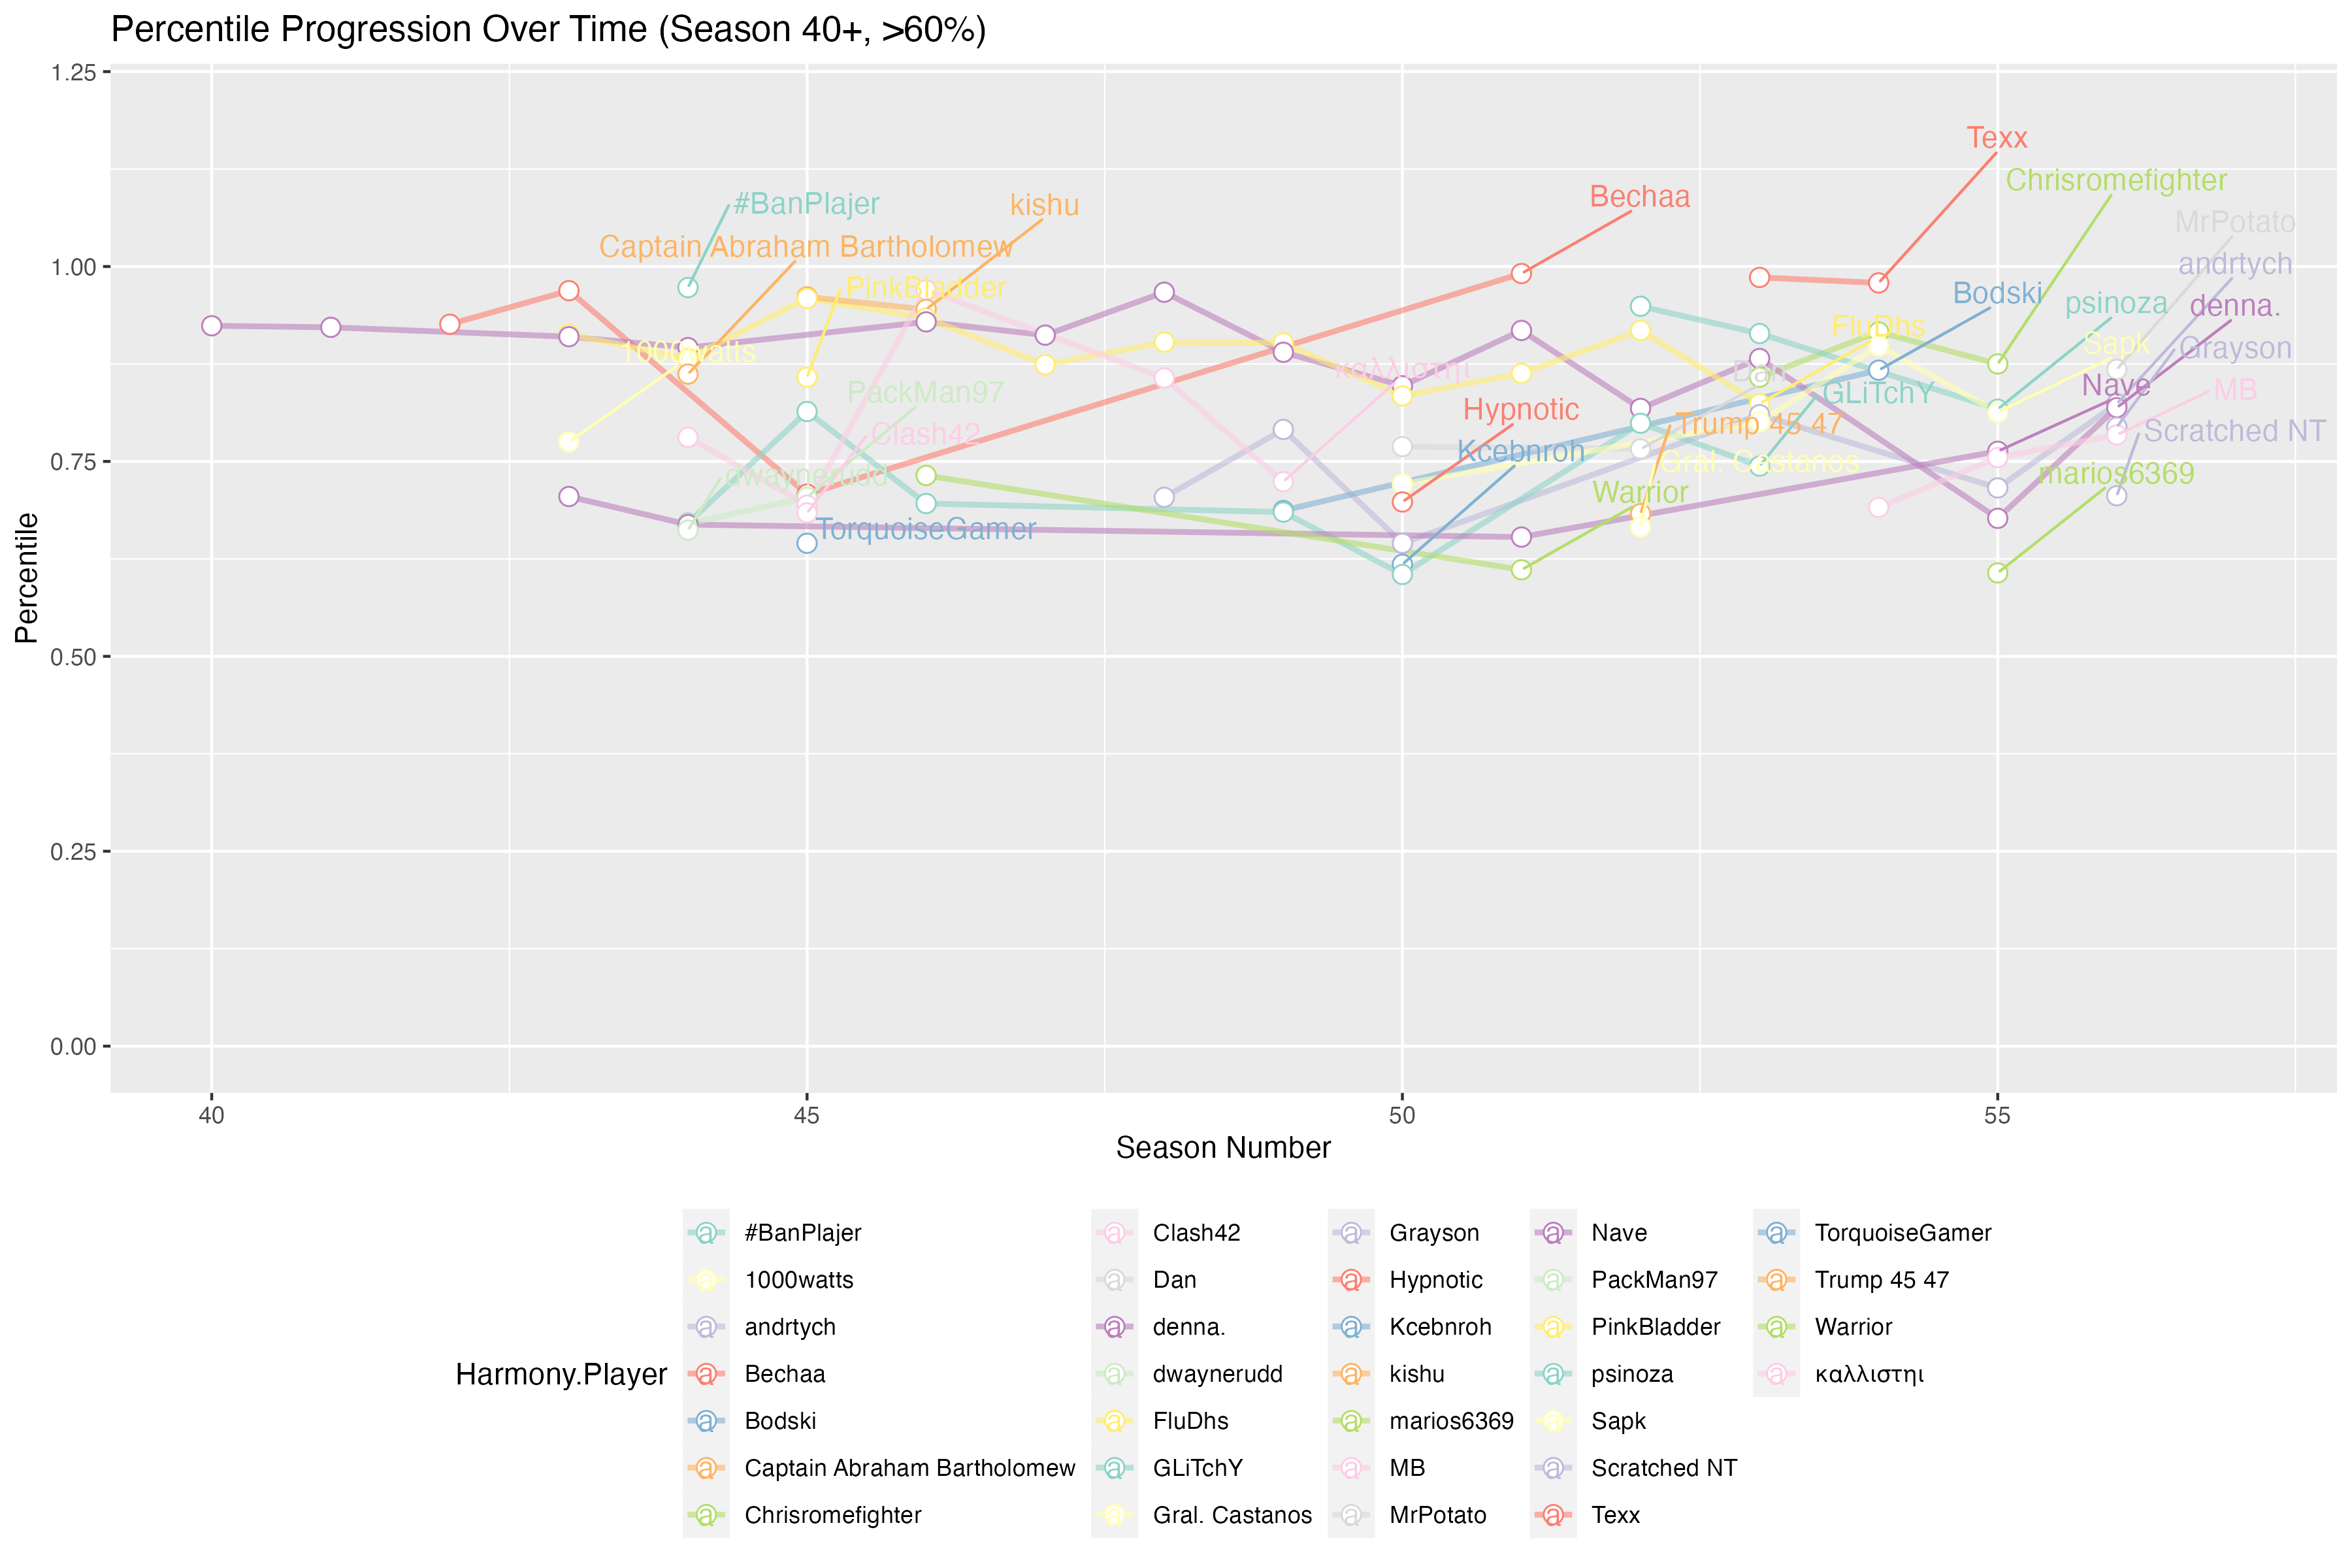 Percentile Progression Over Time (Season 40+, >60%)
1.25
1.00
0.75
0.50
0.25
0.00
Percentile
Texx
Chrisromefighter
Bechaa
#BanPlajer
kishu
MrPotato
Captain Abraham Bartholomew
andrtych
PinkBladder
Bodski
psinoza
denna.
FluDhs
Sapk
Grayson
1000watts
καλλιστηι
Dan
Nave
MB
PackMan97
GLiTchY
Hypnotic
Trump 45 47
Clash42
Scratched NT
Kcebnroh
Gral. Castanos
dwaynerudd
marios6369
Warrior
TorquoiseGamer
40
45
50
55
Season Number
Harmony.Player
#BanPlajer
1000watts
andrtych
Bechaa
Bodski
Captain Abraham Bartholomew
Chrisromefighter
Clash42
Dan
denna.
dwaynerudd
FluDhs
GLiTchY
Gral. Castanos
Grayson
Hypnotic
Kcebnroh
kishu
marios6369
MB
MrPotato
Nave
PackMan97
PinkBladder
psinoza
Sapk
Scratched NT
Texx
TorquoiseGamer
Trump 45 47
Warrior
καλλιστηι